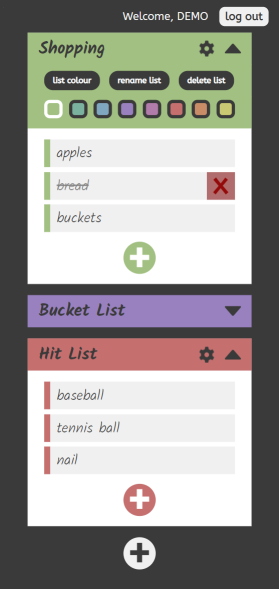 Welcome, DEMO log out
Shopping
list colour rename list delete list
apples
bread
buckets
Bucket List
Hit List
baseball
tennis ball
nail